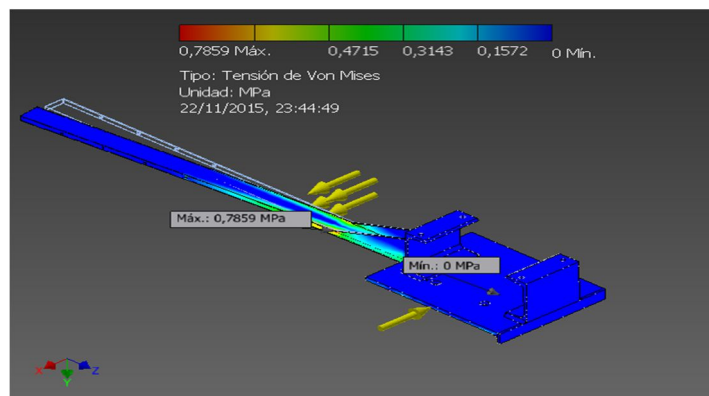 0,7859 Máx. 0,4715 0,3143 0,1572 0 Mín.
Tipo: Tensión de Von Mises
Unidad: MPa
22/11/2015, 23:44:49
Máx.: 0,7859 MPa
Mín.: 0 MPa
X Y Z